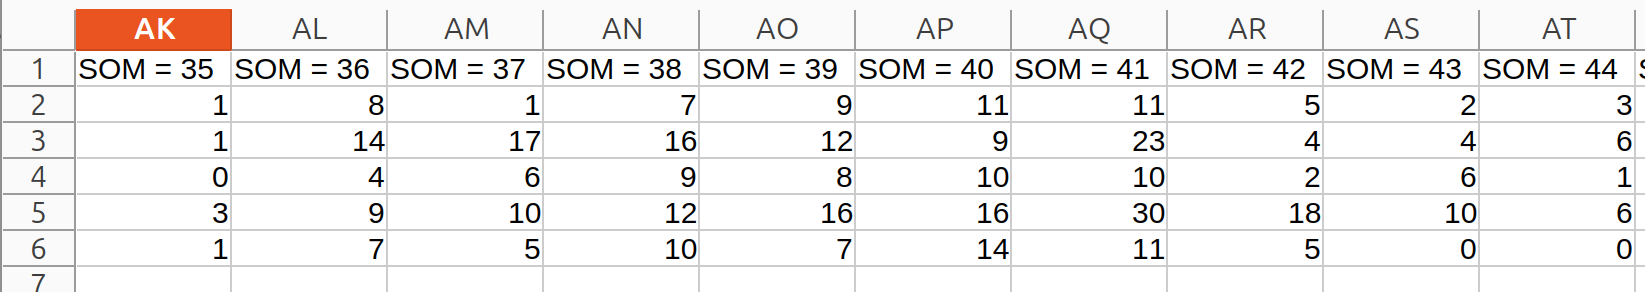 AK AL AM AN AO AP AQ AR AS AT
1 SOM = 35 SOM = 36 SOM = 37 SOM = 38 SOM = 39 SOM = 40 SOM = 41 SOM = 42 SOM = 43 SOM = 44
2 1 8 1 7 9 11 11 5 2 3
3 1 14 17 16 12 9 23 4 4 6
4 0 4 6 9 8 10 10 2 6 1
5 3 9 10 12 16 16 30 18 10 6
6 1 7 5 10 7 14 11 5 0 0
7